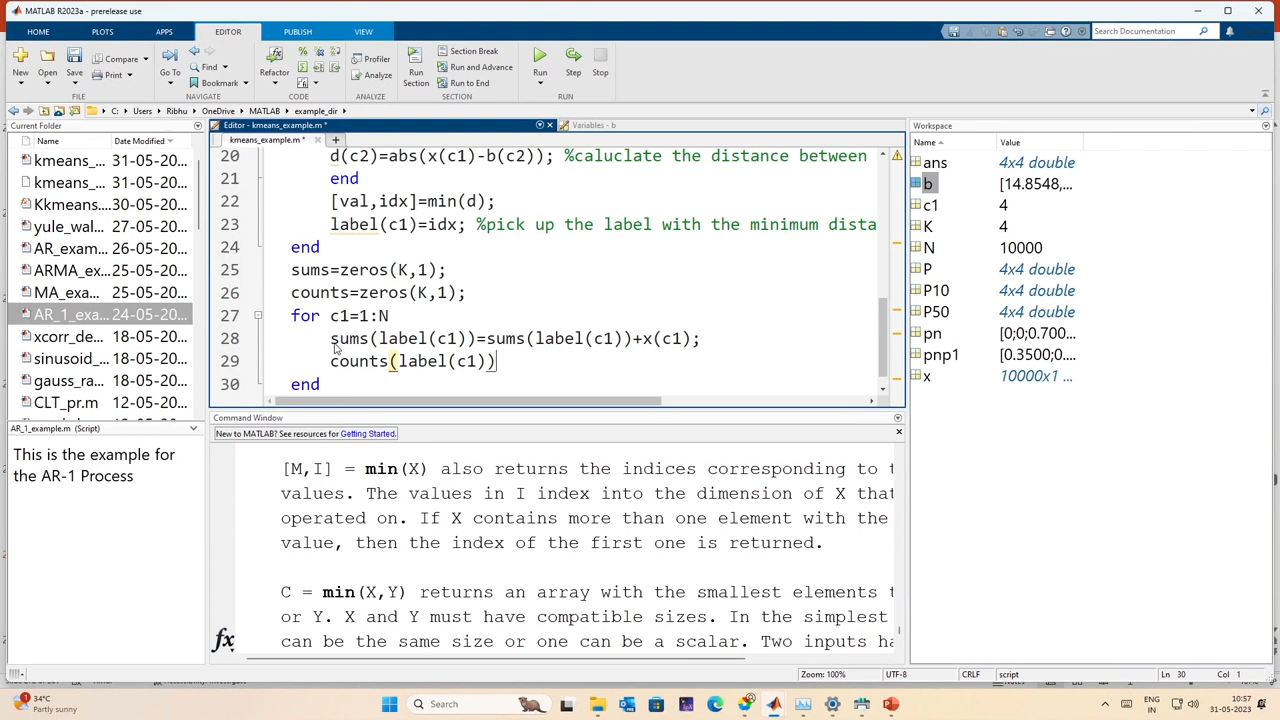 MATLAB R2023a - prerelease use
HOME PLOTS APPS EDITOR PUBLISH VIEW
Search Documentation
New Open Save Compare Print
Go To Find Bookmark
Refactor
Profiler Analyze
Run Section
Section Break
Run and Advance
Run to End
Run Step Stop
FILE NAVIGATE CODE ANALYZE SECTION RUN
C: Users Ribhu OneDrive MATLAB example_dir
Current Folder
Name Date Modified
kmeans_... 31-05-20...
kmeans_... 31-05-20...
Kkmeans... 30-05-20...
yule_wal... 27-05-20...
AR_exam... 26-05-20...
ARMA_ex... 25-05-20...
MA_exa... 25-05-20...
AR_1_exa... 24-05-20...
xcorr_de... 18-05-20...
sinusoid_... 18-05-20...
gauss_ra... 18-05-20...
CLT_pr.m 12-05-20...
AR_1_example.m (Script)
This is the example for
the AR-1 Process
Editor - kmeans_example.m *
Variables - b
kmeans_example.m *
20 d(c2)=abs(x(c1)-b(c2)); %caluclate the distance between
21 end
22 [val,idx]=min(d);
23 label(c1)=idx; %pick up the label with the minimum dista
24 end
25 sums=zeros(K,1);
26 counts=zeros(K,1);
27 for c1=1:N
28 sums(label(c1))=sums(label(c1))+x(c1);
29 counts(label(c1))
30 end
Command Window
New to MATLAB? See resources for Getting Started.
[M,I] = min(X) also returns the indices corresponding to t
values. The values in I index into the dimension of X that
operated on. If X contains more than one element with the
value, then the index of the first one is returned.
C = min(X,Y) returns an array with the smallest elements t
or Y. X and Y must have compatible sizes. In the simplest
can be the same size or one can be a scalar. Two inputs ha
fx
Workspace
Name Value
ans 4x4 double
b [14.8548,...
c1 4
K 4
N 10000
P 4x4 double
P10 4x4 double
P50 4x4 double
pn [0;0;0.700...
pnp1 [0.3500;0....
x 10000x1 ...
Zoom: 100% UTF-8 CRLF script Ln 30 Col 1
34°C
Partly sunny
Search
ENG
IN
10:57
31-05-2023